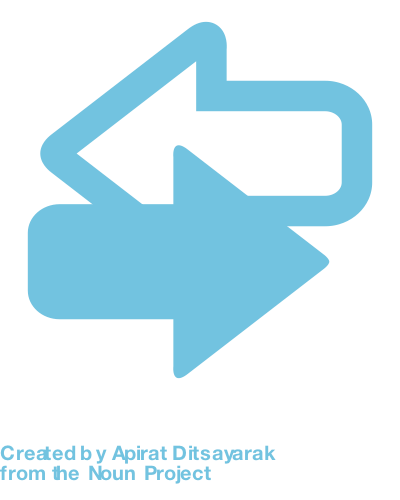 Created by Apirat Ditsayarak
from the Noun Project